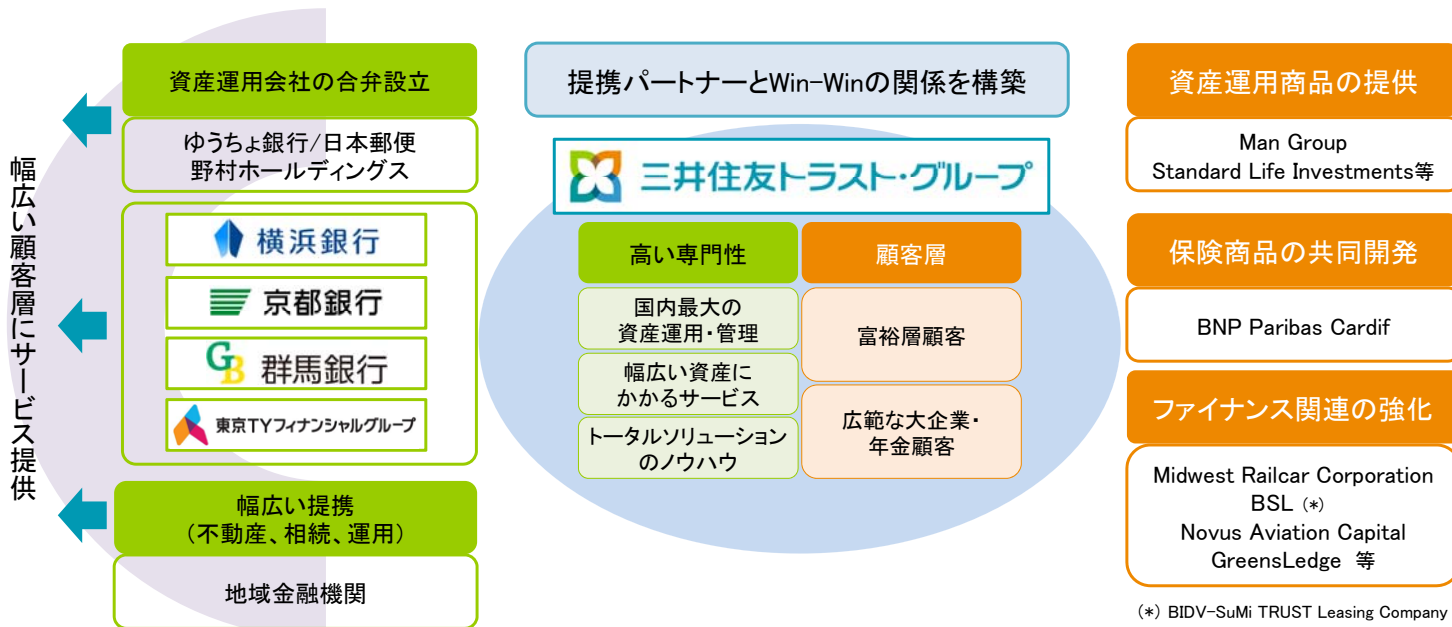 幅広い顧客層にサービス提供
資産運用会社の合弁設立
ゆうちょ銀行/日本郵便
野村ホールディングス
横浜銀行
京都銀行
GB 群馬銀行
東京TYフィナンシャルグループ
幅広い提携
(不動産、相続、運用)
地域金融機関
提携パートナーとWin-Winの関係を構築
三井住友トラスト・グループ
高い専門性
国内最大の
資産運用・管理
幅広い資産に
かかるサービス
トータルソリューション
のノウハウ
顧客層
富裕層顧客
広範な大企業・
年金顧客
資産運用商品の提供
Man Group
Standard Life Investments等
保険商品の共同開発
BNP Paribas Cardif
ファイナンス関連の強化
Midwest Railcar Corporation
BSL (*)
Novus Aviation Capital
GreensLedge 等
(*) BIDV-SuMi TRUST Leasing Company